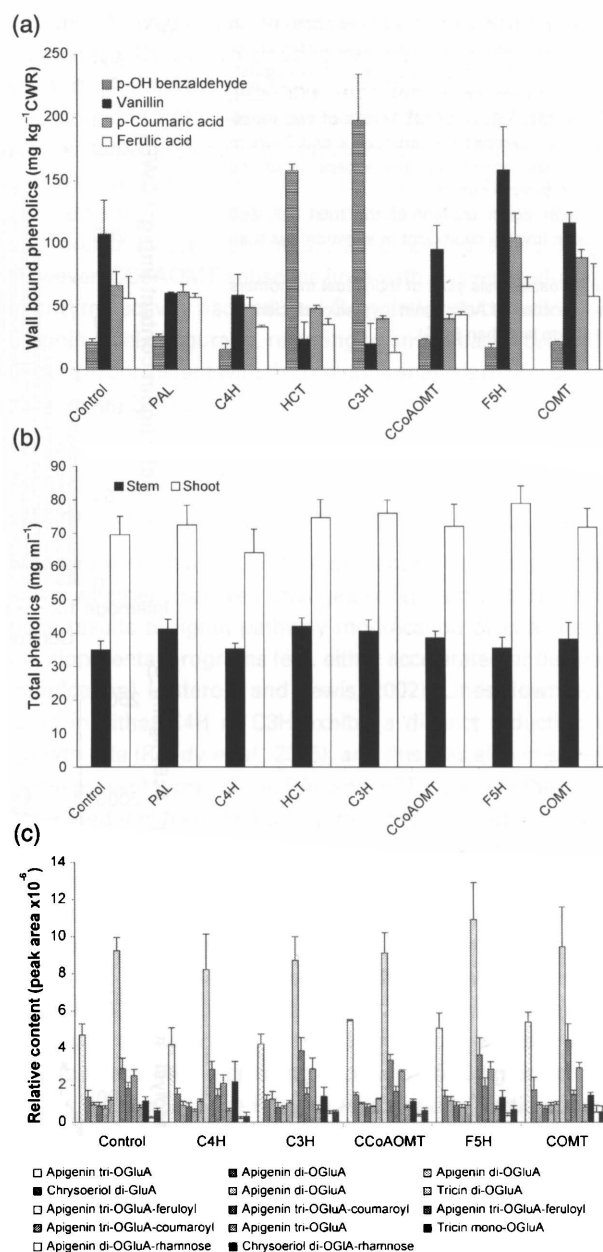 (a)
Wall bound phenolics (mg kg⁻¹CWR)
250
200
150
100
50
0
p-OH benzaldehyde
Vanillin
p-Coumaric acid
Ferulic acid
Control
PAL
C4H
HCT
C3H
CCoAOMT
F5H
COMT
(b)
Total phenolics (mg ml⁻¹)
90
80
70
60
50
40
30
20
10
0
Stem
Shoot
Control
PAL
C4H
HCT
C3H
CCoAOMT
F5H
COMT
(c)
Relative content (peak area x10⁻⁶)
14
12
10
8
6
4
2
0
Control
C4H
C3H
CCoAOMT
F5H
COMT
Apigenin tri-OGluA
Apigenin di-OGluA
Apigenin di-OGluA
Chrysoeriol di-GluA
Apigenin di-OGluA
Tricin di-OGluA
Apigenin tri-OGluA-feruloyl
Apigenin tri-OGluA-coumaroyl
Apigenin tri-OGluA-feruloyl
Apigenin tri-OGluA-coumaroyl
Apigenin tri-OGluA
Tricin mono-OGluA
Apigenin di-OGluA-rhamnose
Chrysoeriol di-OGlA-rhamnose